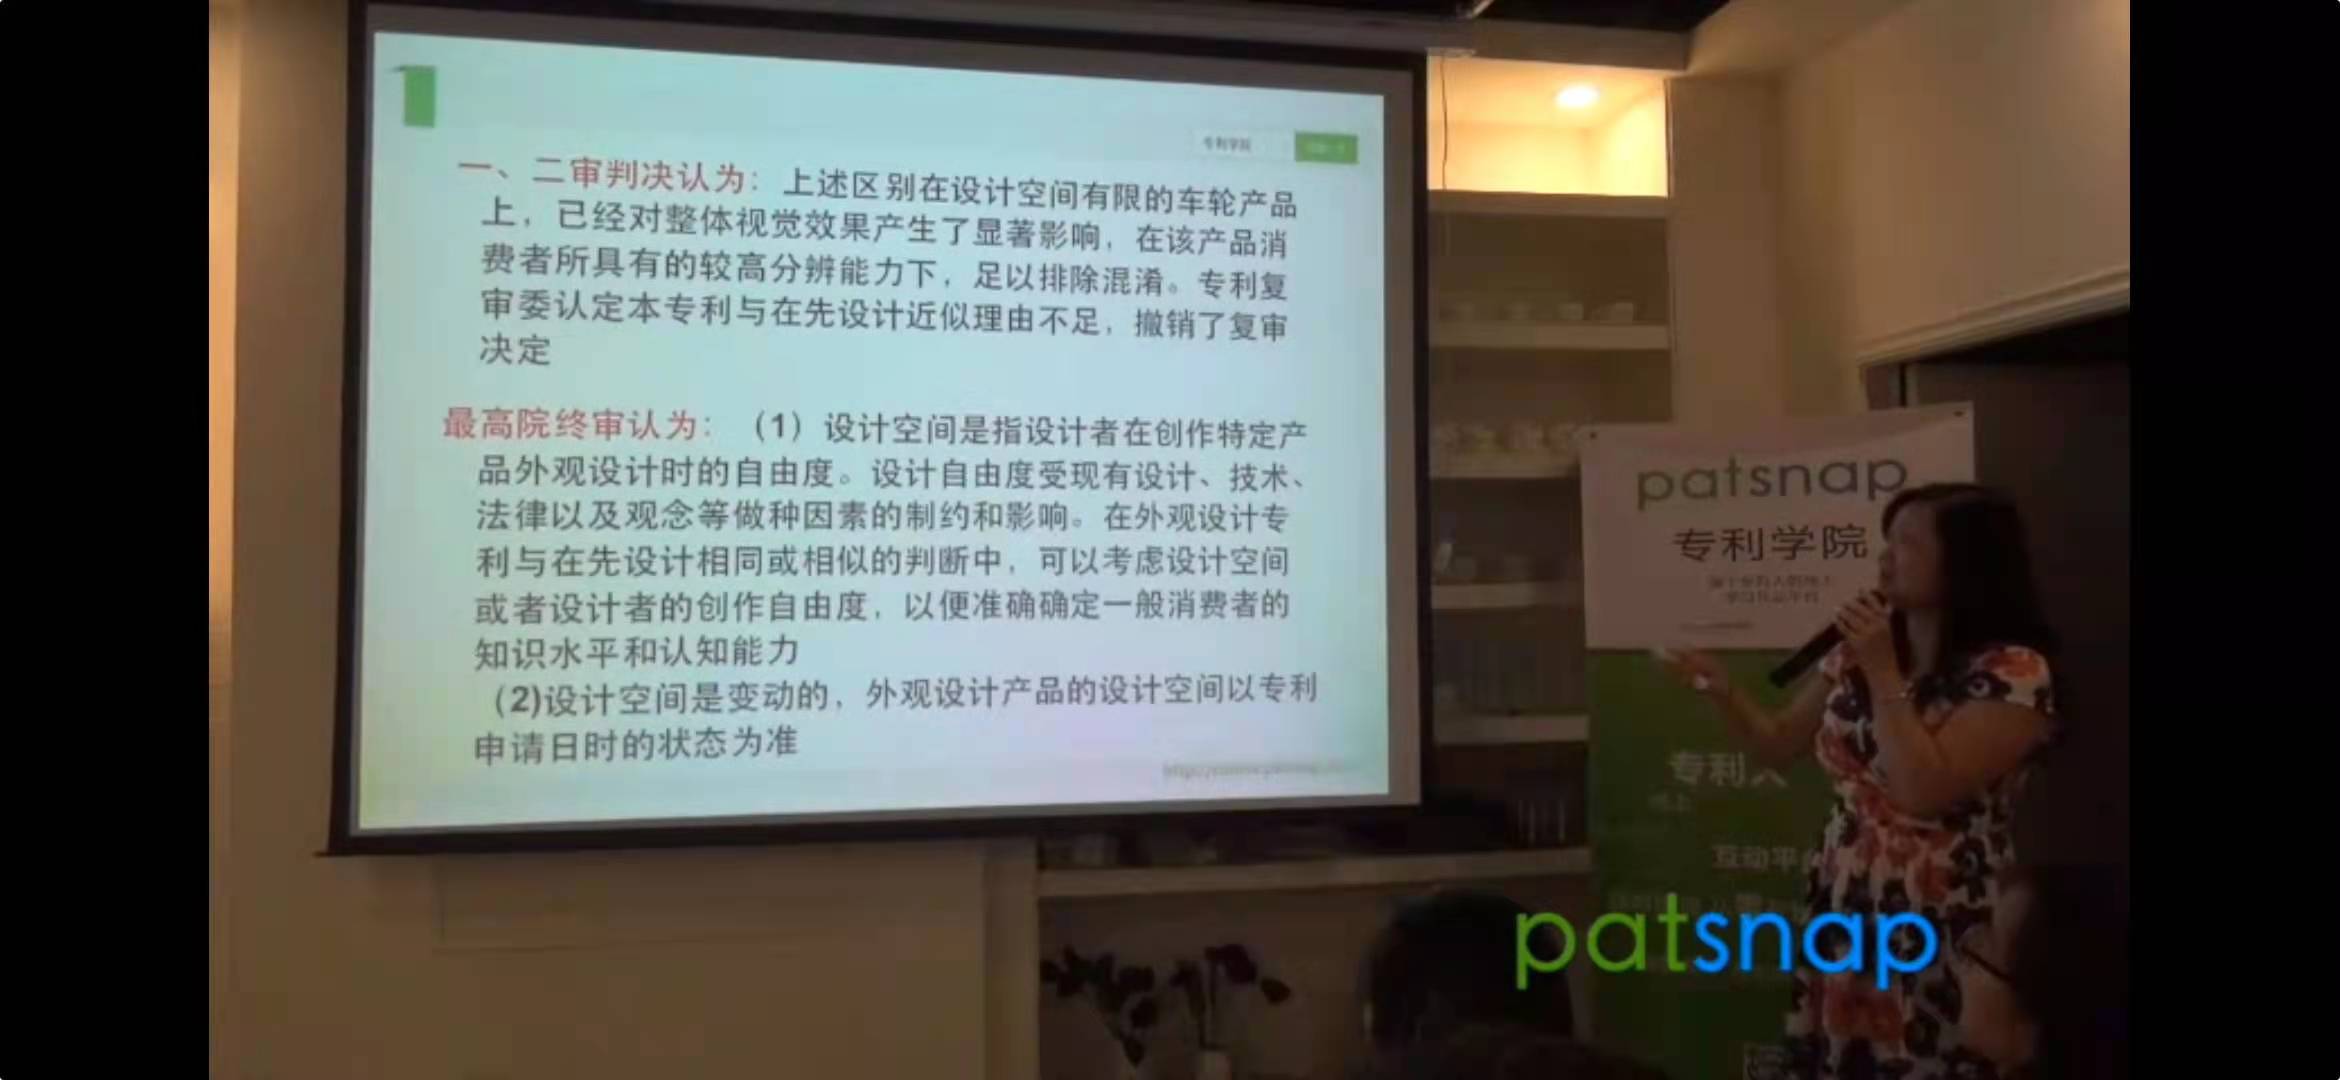 专利学院
一、二审判决认为：上述区别在设计空间有限的车轮产品
上，已经对整体视觉效果产生了显著影响，在该产品消
费者所具有的较高分辨能力下，足以排除混淆。专利复
审委认定本专利与在先设计近似理由不足，撤销了复审
决定
最高院终审认为：（1）设计空间是指设计者在创作特定产
品外观设计时的自由度。设计自由度受现有设计、技术、
法律以及观念等做种因素的制约和影响。在外观设计专
利与在先设计相同或相似的判断中，可以考虑设计空间
或者设计者的创作自由度，以便准确确定一般消费者的
知识水平和认知能力
（2)设计空间是变动的，外观设计产品的设计空间以专利
申请日时的状态为准
patsnap
专利学院
专利人
线上
互动平
patsnap